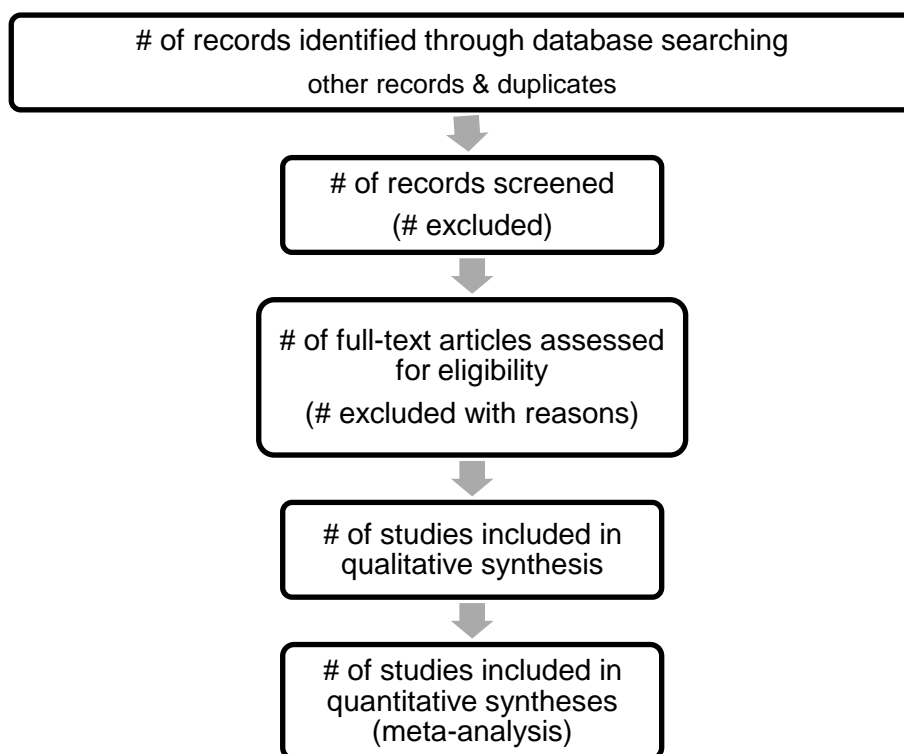 # of records identified through database searching
other records & duplicates
# of records screened
(# excluded)
# of full-text articles assessed
for eligibility
(# excluded with reasons)
# of studies included in
qualitative synthesis
# of studies included in
quantitative syntheses
(meta-analysis)